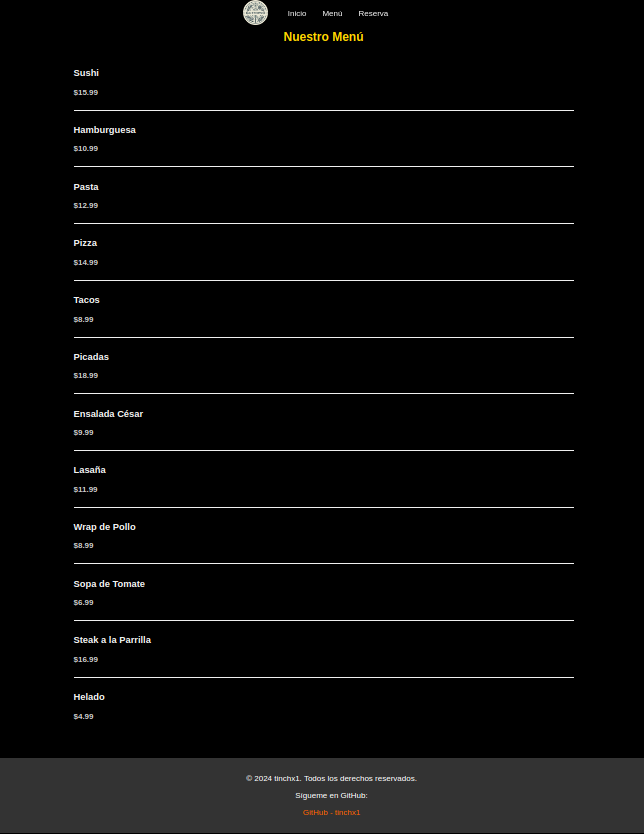 Inicio Menú Reserva
Nuestro Menú
Sushi
$15.99
Hamburguesa
$10.99
Pasta
$12.99
Pizza
$14.99
Tacos
$8.99
Picadas
$18.99
Ensalada César
$9.99
Lasaña
$11.99
Wrap de Pollo
$8.99
Sopa de Tomate
$6.99
Steak a la Parrilla
$16.99
Helado
$4.99
© 2024 tinchx1. Todos los derechos reservados.
Sígueme en GitHub:
GitHub - tinchx1